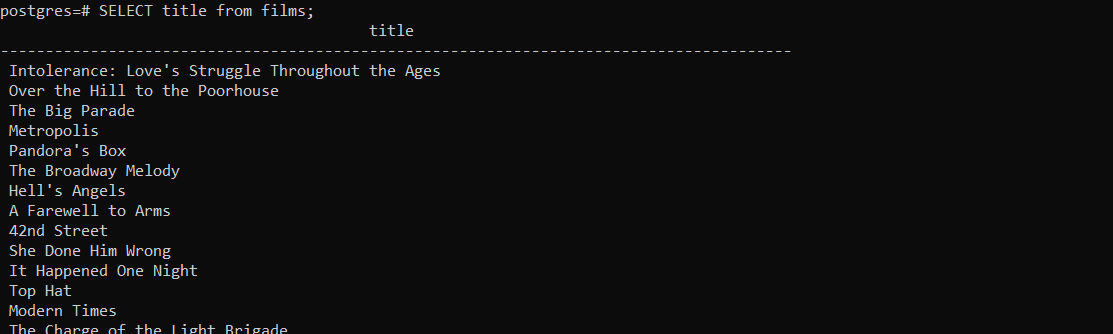 postgres=# SELECT title from films;
title
----------------------------------------------------------------------------------------
Intolerance: Love's Struggle Throughout the Ages
Over the Hill to the Poorhouse
The Big Parade
Metropolis
Pandora's Box
The Broadway Melody
Hell's Angels
A Farewell to Arms
42nd Street
She Done Him Wrong
It Happened One Night
Top Hat
Modern Times
The Charge of the Light Brigade